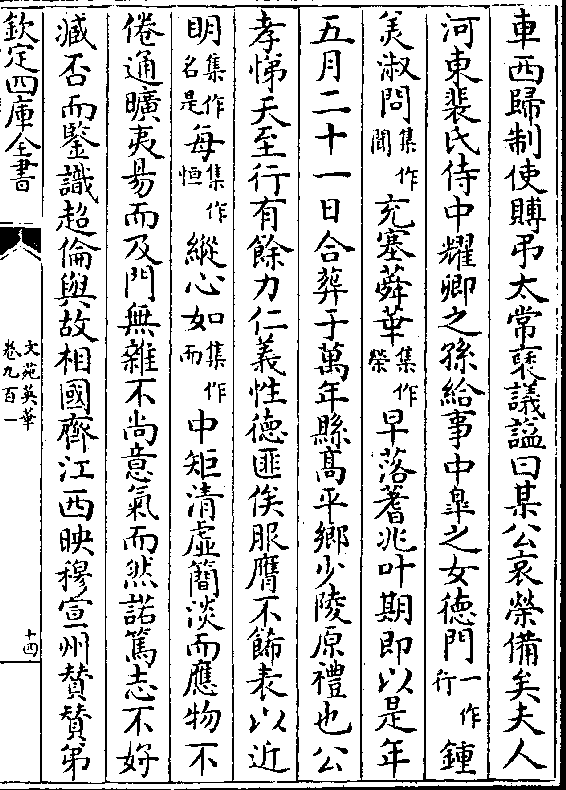 車西歸制使賻弔太常襃議諡曰某公哀榮備矣夫人
河東裴氏侍中耀卿之孫給事中臯之女德門一作行鍾
美淑問集作聞充塞蕣華集作榮早落蓍兆叶期即以是年
五月二十一日合葬于萬年縣髙平鄉少陵原禮也公
孝悌天至行有餘力仁義性德匪俟服膺不飾表以近
明集作名是每集作恒縱心如集作而中矩清虛簡淡而應物不
倦通曠夷易而及門無雜不尚意氣而然諾篤志不好
臧否而鑒識超倫與故相國齊江西映穆宣州贊贊弟
欽定四庫全書
文苑英華
卷九百一
十四